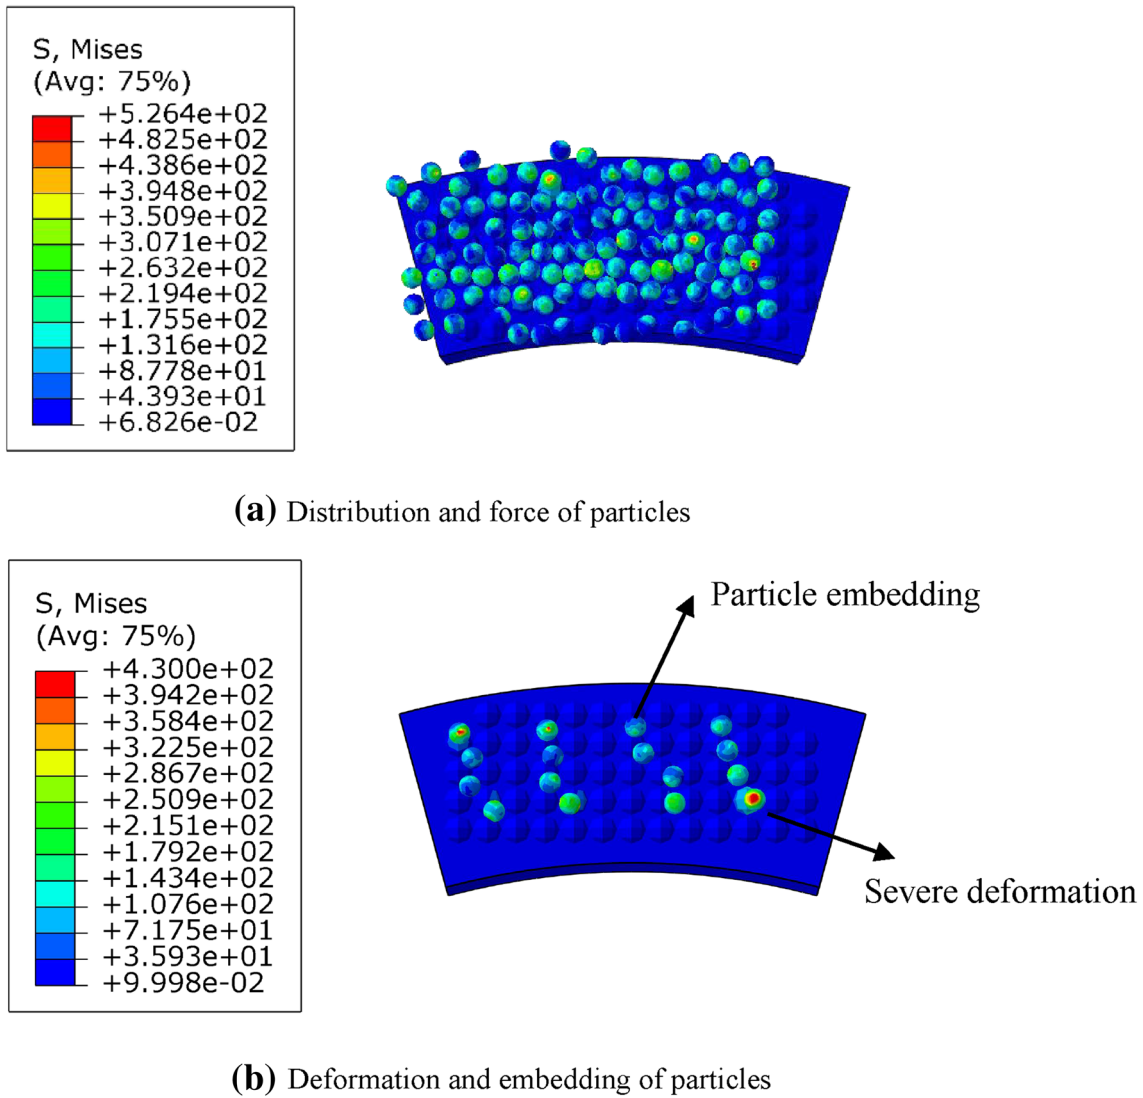 S, Mises
(Avg: 75%)
+5.264e+02
+4.825e+02
+4.386e+02
+3.948e+02
+3.509e+02
+3.071e+02
+2.632e+02
+2.194e+02
+1.755e+02
+1.316e+02
+8.778e+01
+4.393e+01
+6.826e-02
(a) Distribution and force of particles
S, Mises
(Avg: 75%)
+4.300e+02
+3.942e+02
+3.584e+02
+3.225e+02
+2.867e+02
+2.509e+02
+2.151e+02
+1.792e+02
+1.434e+02
+1.076e+02
+7.175e+01
+3.593e+01
+9.998e-02
Particle embedding
Severe deformation
(b) Deformation and embedding of particles